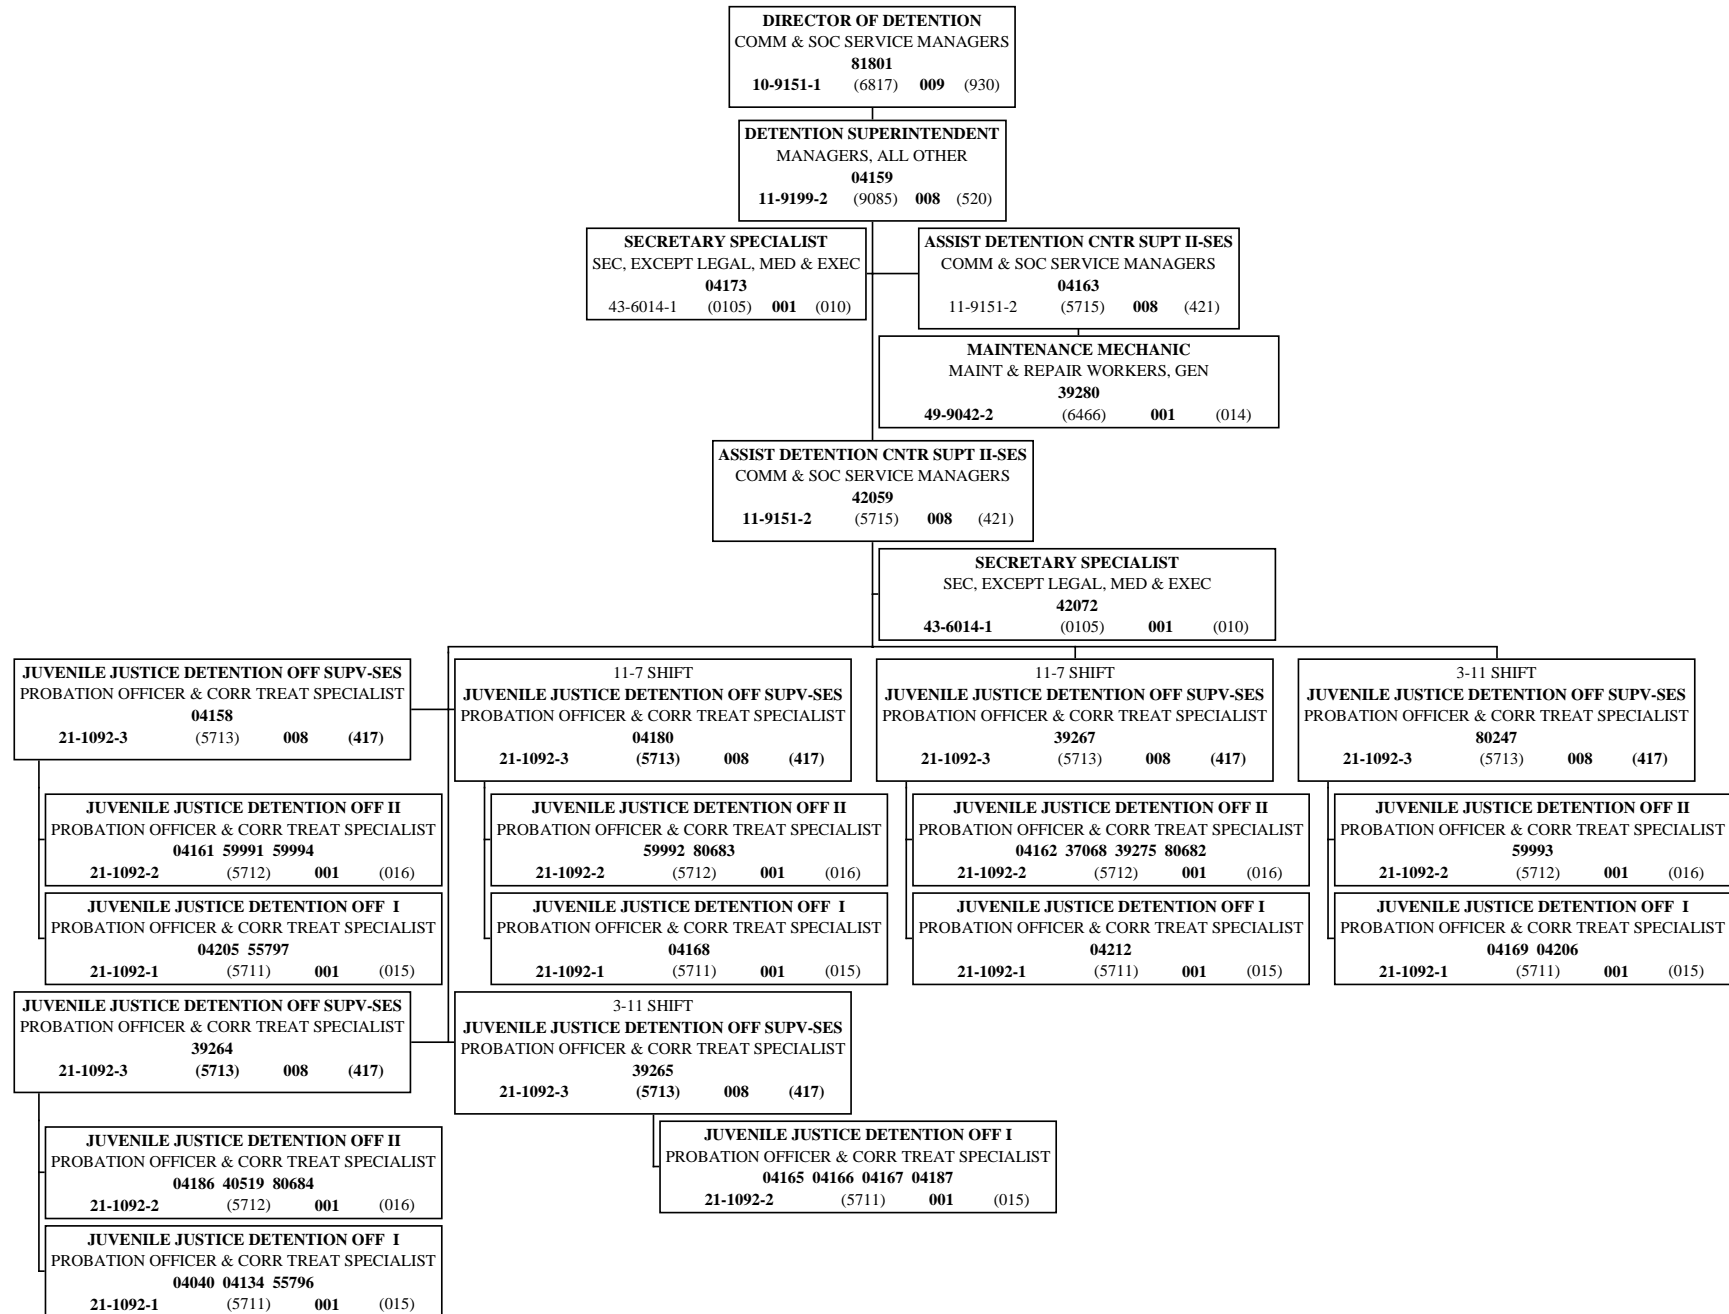 DIRECTOR OF DETENTION
COMM & SOC SERVICE MANAGERS
81801
10-9151-1 (6817) 009 (930)
DETENTION SUPERINTENDENT
MANAGERS, ALL OTHER
04159
11-9199-2 (9085) 008 (520)
SECRETARY SPECIALIST
SEC, EXCEPT LEGAL, MED & EXEC
04173
43-6014-1 (0105) 001 (010)
ASSIST DETENTION CNTR SUPT II-SES
COMM & SOC SERVICE MANAGERS
04163
11-9151-2 (5715) 008 (421)
MAINTENANCE MECHANIC
MAINT & REPAIR WORKERS, GEN
39280
49-9042-2 (6466) 001 (014)
ASSIST DETENTION CNTR SUPT II-SES
COMM & SOC SERVICE MANAGERS
42059
11-9151-2 (5715) 008 (421)
SECRETARY SPECIALIST
SEC, EXCEPT LEGAL, MED & EXEC
42072
43-6014-1 (0105) 001 (010)
JUVENILE JUSTICE DETENTION OFF SUPV-SES
PROBATION OFFICER & CORR TREAT SPECIALIST
04158
21-1092-3 (5713) 008 (417)
JUVENILE JUSTICE DETENTION OFF II
PROBATION OFFICER & CORR TREAT SPECIALIST
04161 59991 59994
21-1092-2 (5712) 001 (016)
JUVENILE JUSTICE DETENTION OFF I
PROBATION OFFICER & CORR TREAT SPECIALIST
04205 55797
21-1092-1 (5711) 001 (015)
11-7 SHIFT
JUVENILE JUSTICE DETENTION OFF SUPV-SES
PROBATION OFFICER & CORR TREAT SPECIALIST
04180
21-1092-3 (5713) 008 (417)
JUVENILE JUSTICE DETENTION OFF II
PROBATION OFFICER & CORR TREAT SPECIALIST
59992 80683
21-1092-2 (5712) 001 (016)
JUVENILE JUSTICE DETENTION OFF I
PROBATION OFFICER & CORR TREAT SPECIALIST
04168
21-1092-1 (5711) 001 (015)
11-7 SHIFT
JUVENILE JUSTICE DETENTION OFF SUPV-SES
PROBATION OFFICER & CORR TREAT SPECIALIST
39267
21-1092-3 (5713) 008 (417)
JUVENILE JUSTICE DETENTION OFF II
PROBATION OFFICER & CORR TREAT SPECIALIST
04162 37068 39275 80682
21-1092-2 (5712) 001 (016)
JUVENILE JUSTICE DETENTION OFF I
PROBATION OFFICER & CORR TREAT SPECIALIST
04212
21-1092-1 (5711) 001 (015)
3-11 SHIFT
JUVENILE JUSTICE DETENTION OFF SUPV-SES
PROBATION OFFICER & CORR TREAT SPECIALIST
80247
21-1092-3 (5713) 008 (417)
JUVENILE JUSTICE DETENTION OFF II
PROBATION OFFICER & CORR TREAT SPECIALIST
59993
21-1092-2 (5712) 001 (016)
JUVENILE JUSTICE DETENTION OFF I
PROBATION OFFICER & CORR TREAT SPECIALIST
04169 04206
21-1092-1 (5711) 001 (015)
JUVENILE JUSTICE DETENTION OFF SUPV-SES
PROBATION OFFICER & CORR TREAT SPECIALIST
39264
21-1092-3 (5713) 008 (417)
JUVENILE JUSTICE DETENTION OFF II
PROBATION OFFICER & CORR TREAT SPECIALIST
04186 40519 80684
21-1092-2 (5712) 001 (016)
JUVENILE JUSTICE DETENTION OFF I
PROBATION OFFICER & CORR TREAT SPECIALIST
04040 04134 55796
21-1092-1 (5711) 001 (015)
3-11 SHIFT
JUVENILE JUSTICE DETENTION OFF SUPV-SES
PROBATION OFFICER & CORR TREAT SPECIALIST
39265
21-1092-3 (5713) 008 (417)
JUVENILE JUSTICE DETENTION OFF I
PROBATION OFFICER & CORR TREAT SPECIALIST
04165 04166 04167 04187
21-1092-2 (5711) 001 (015)